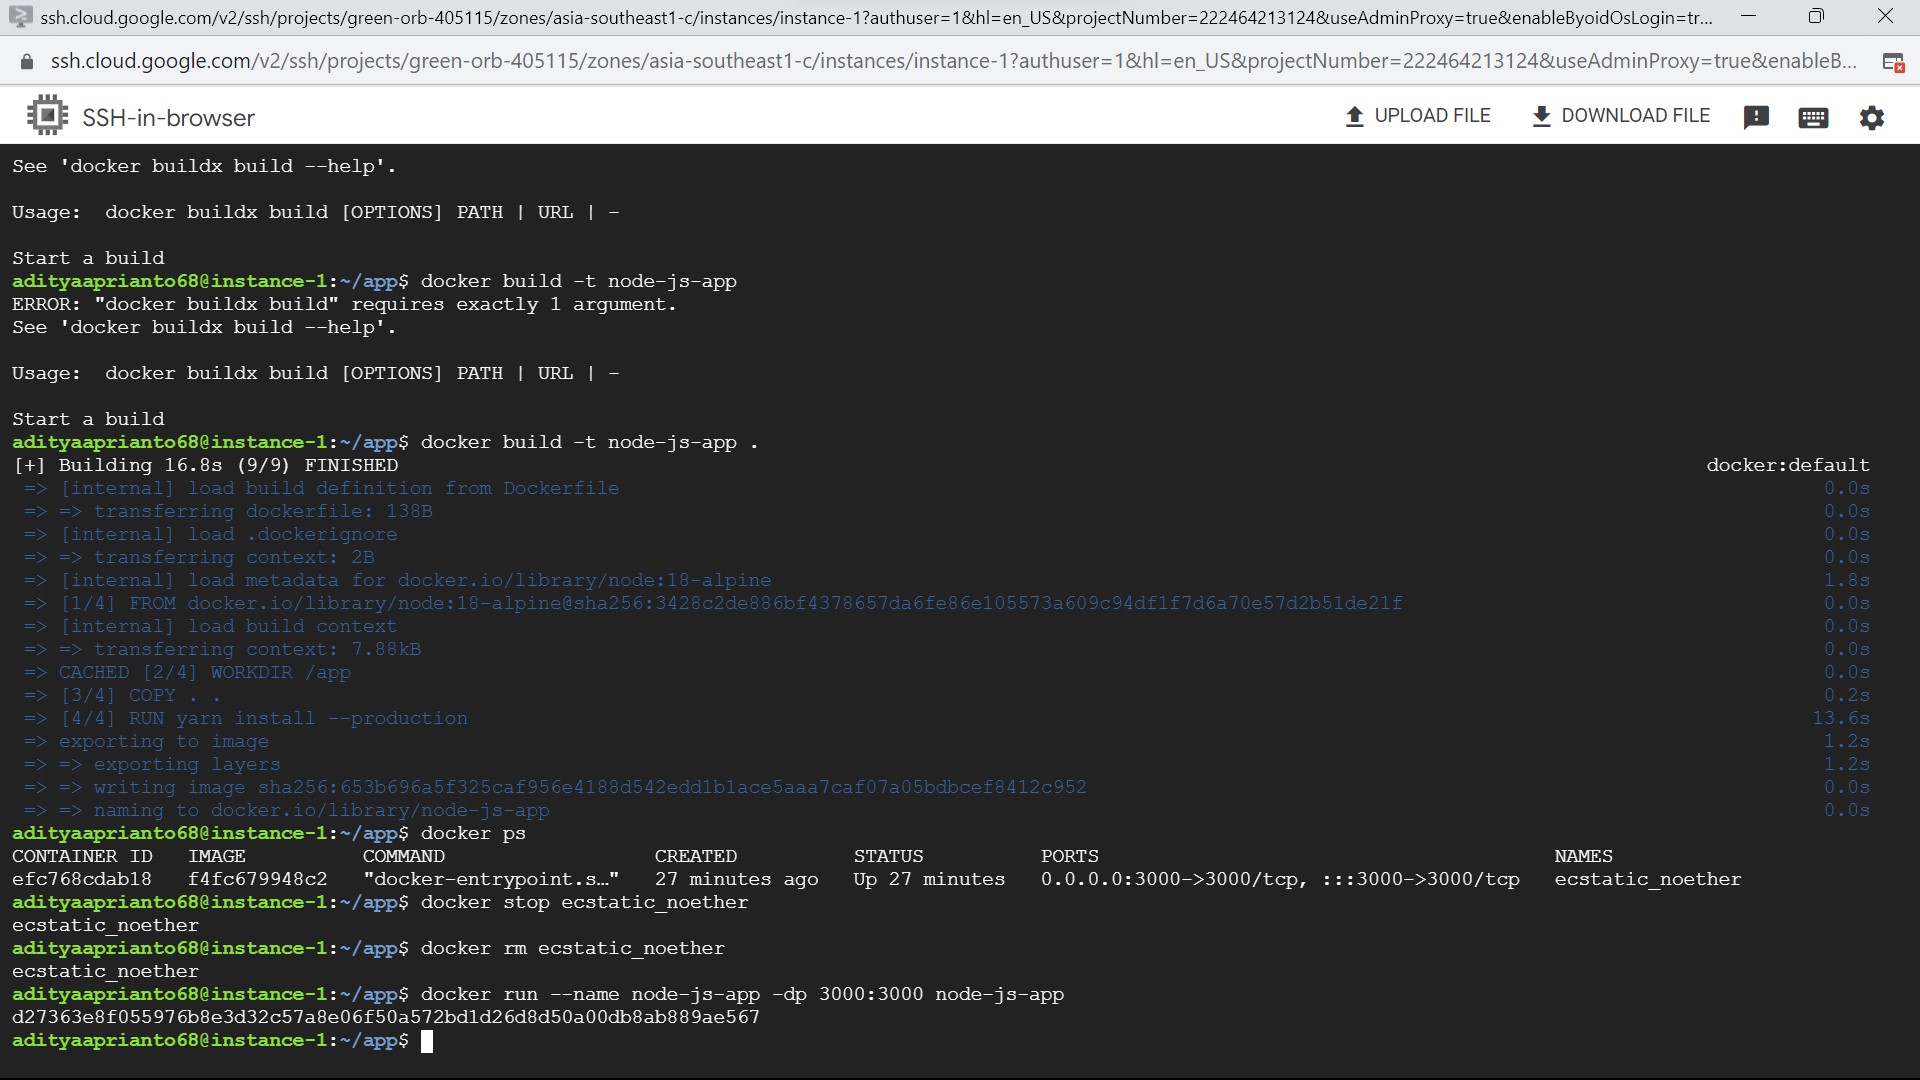 ssh.cloud.google.com/v2/ssh/projects/green-orb-405115/zones/asia-southeast1-c/instances/instance-1?authuser=1&hl=en_US&projectNumber=222464213124&useAdminProxy=true&enableByoidOsLogin=tr...
ssh.cloud.google.com/v2/ssh/projects/green-orb-405115/zones/asia-southeast1-c/instances/instance-1?authuser=1&hl=en_US&projectNumber=222464213124&useAdminProxy=true&enableB...
SSH-in-browser UPLOAD FILE DOWNLOAD FILE
See 'docker buildx build --help'.
Usage:  docker buildx build [OPTIONS] PATH | URL | -
Start a build
adityaaprianto68@instance-1:~/app$ docker build -t node-js-app
ERROR: "docker buildx build" requires exactly 1 argument.
See 'docker buildx build --help'.
Usage:  docker buildx build [OPTIONS] PATH | URL | -
Start a build
adityaaprianto68@instance-1:~/app$ docker build -t node-js-app .
[+] Building 16.8s (9/9) FINISHED docker:default
=> [internal] load build definition from Dockerfile 0.0s
=> => transferring dockerfile: 138B 0.0s
=> [internal] load .dockerignore 0.0s
=> => transferring context: 2B 0.0s
=> [internal] load metadata for docker.io/library/node:18-alpine 1.8s
=> [1/4] FROM docker.io/library/node:18-alpine@sha256:3428c2de886bf4378657da6fe86e105573a609c94df1f7d6a70e57d2b51de21f 0.0s
=> [internal] load build context 0.0s
=> => transferring context: 7.88kB 0.0s
=> CACHED [2/4] WORKDIR /app 0.0s
=> [3/4] COPY . . 0.2s
=> [4/4] RUN yarn install --production 13.6s
=> exporting to image 1.2s
=> => exporting layers 1.2s
=> => writing image sha256:653b696a5f325caf956e4188d542edd1b1ace5aaa7caf07a05bdbcef8412c952 0.0s
=> => naming to docker.io/library/node-js-app 0.0s
adityaaprianto68@instance-1:~/app$ docker ps
CONTAINER ID IMAGE COMMAND CREATED STATUS PORTS NAMES
efc768cdab18 f4fc679948c2 "docker-entrypoint.s…" 27 minutes ago Up 27 minutes 0.0.0.0:3000->3000/tcp, :::3000->3000/tcp ecstatic_noether
adityaaprianto68@instance-1:~/app$ docker stop ecstatic_noether
ecstatic_noether
adityaaprianto68@instance-1:~/app$ docker rm ecstatic_noether
ecstatic_noether
adityaaprianto68@instance-1:~/app$ docker run --name node-js-app -dp 3000:3000 node-js-app
d27363e8f055976b8e3d32c57a8e06f50a572bd1d26d8d50a00db8ab889ae567
adityaaprianto68@instance-1:~/app$